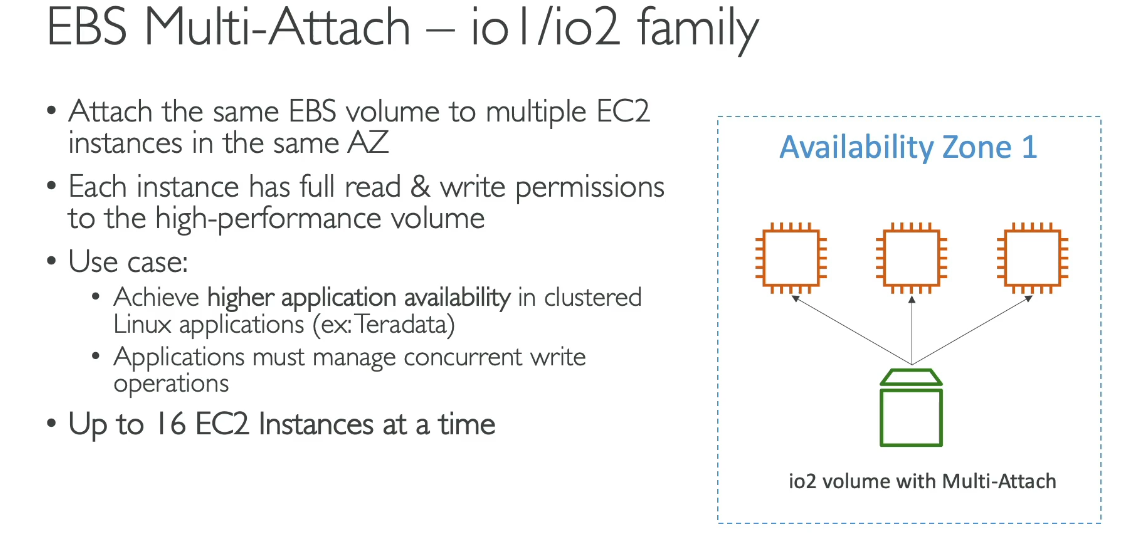 EBS Multi-Attach – io1/io2 family
• Attach the same EBS volume to multiple EC2
instances in the same AZ
• Each instance has full read & write permissions
to the high-performance volume
• Use case:
• Achieve higher application availability in clustered
Linux applications (ex: Teradata)
• Applications must manage concurrent write
operations
• Up to 16 EC2 Instances at a time
Availability Zone 1
io2 volume with Multi-Attach